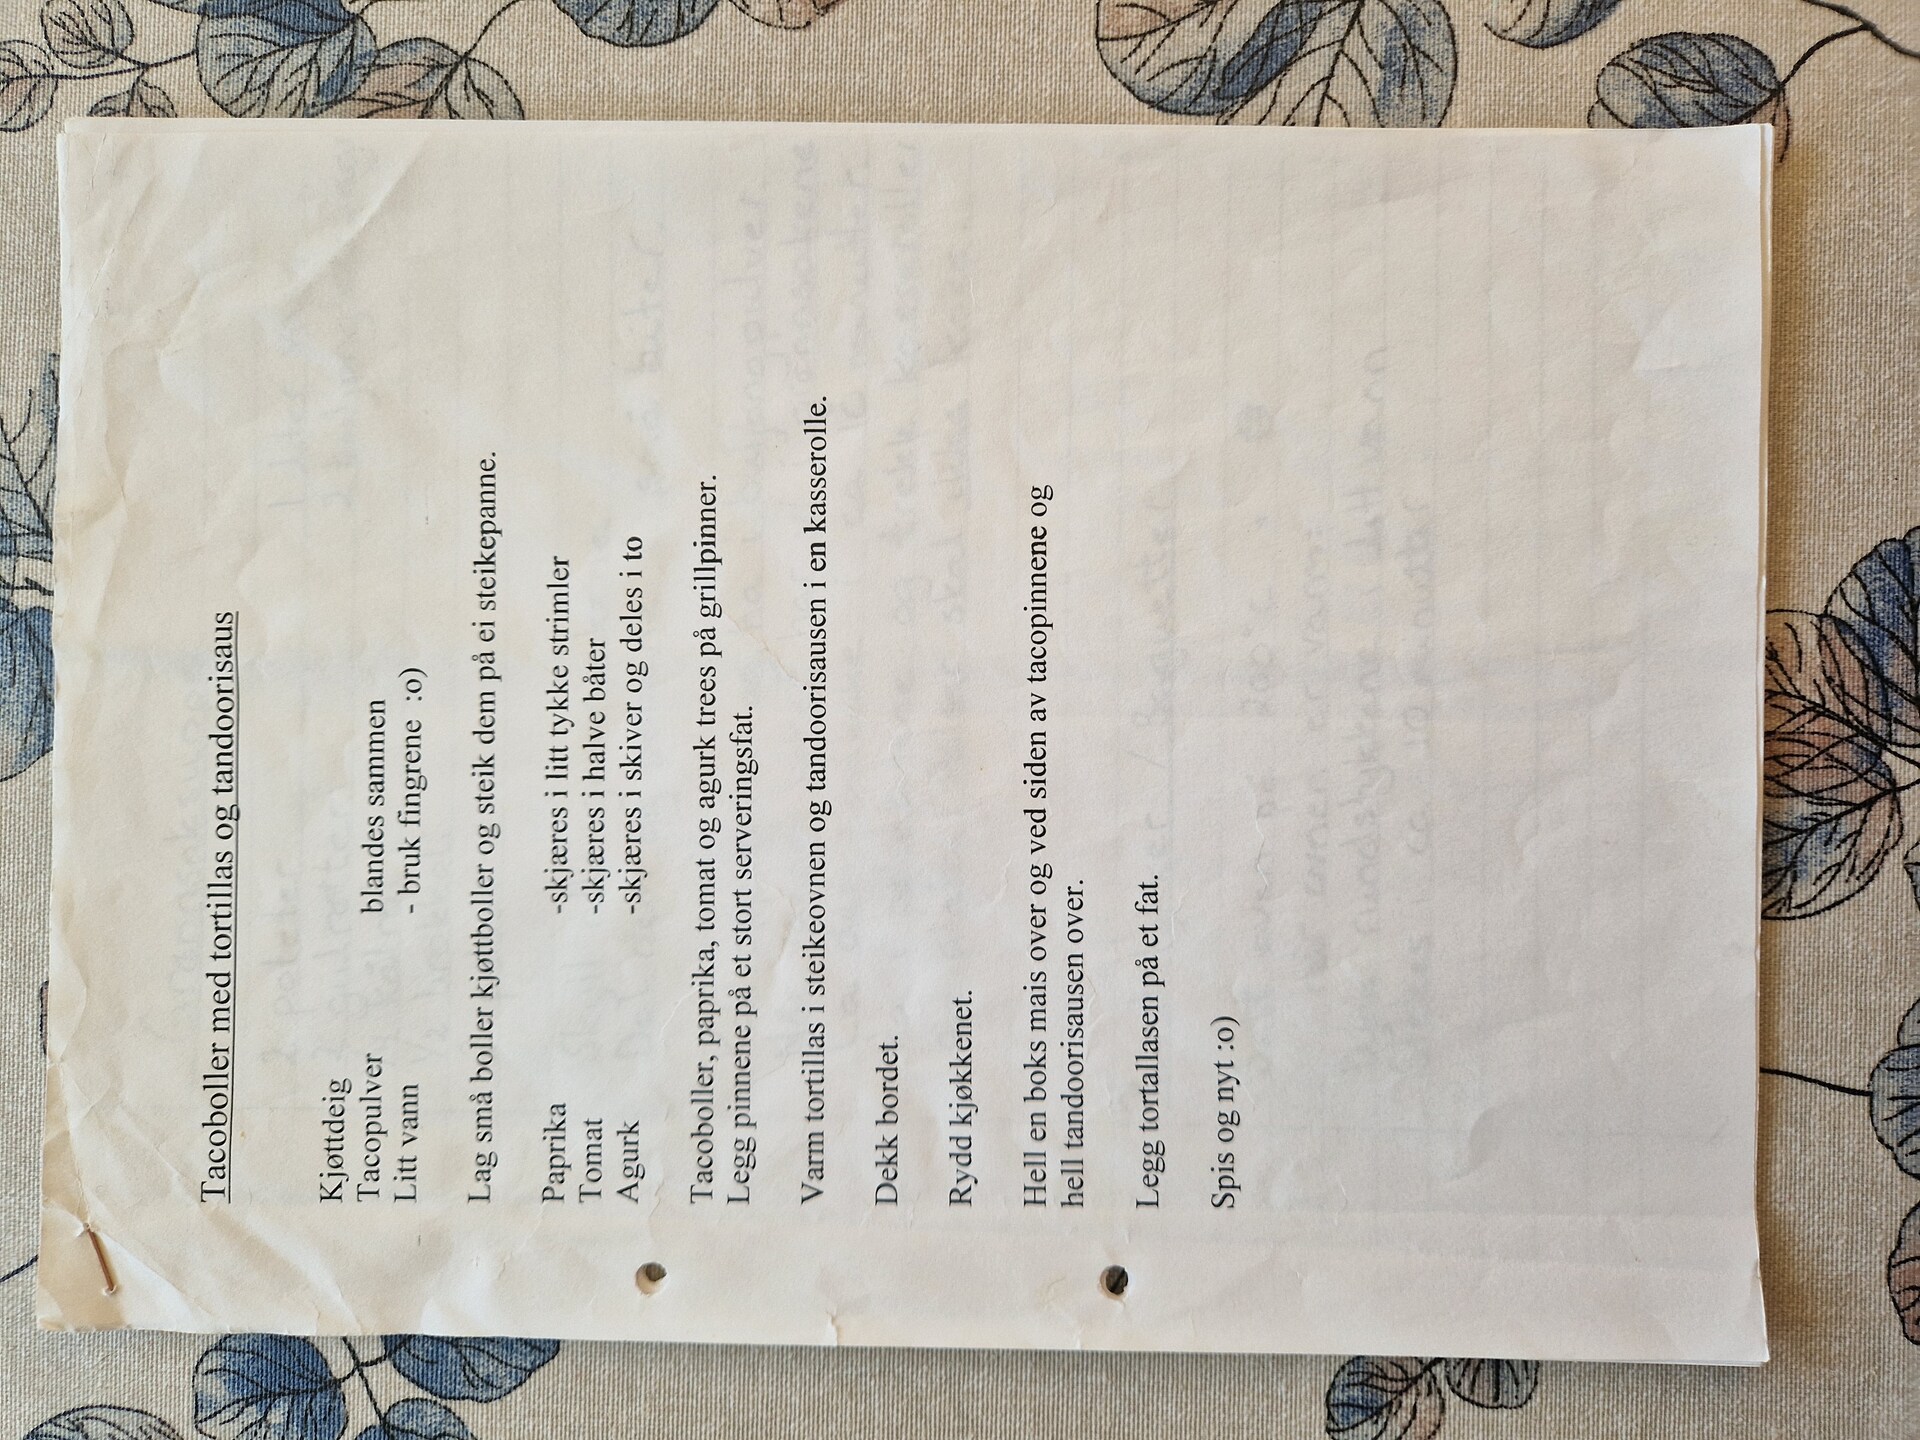 Tacoboller med tortillas og tandoorisaus
Kjøttdeig
Tacopulver blandes sammen
Litt vann - bruk fingrene :o)
Lag små boller kjøttboller og steik dem på ei steikepanne.
Paprika -skjæres i litt tykke strimler
Tomat -skjæres i halve båter
Agurk -skjæres i skiver og deles i to
Tacoboller, paprika, tomat og agurk trees på grillpinner.
Legg pinnene på et stort serveringsfat.
Varm tortillas i steikeovnen og tandoorisausen i en kasserolle.
Dekk bordet.
Rydd kjøkkenet.
Hell en boks mais over og ved siden av tacopinnene og
hell tandoorisausen over.
Legg tortallasen på et fat.
Spis og nyt :o)